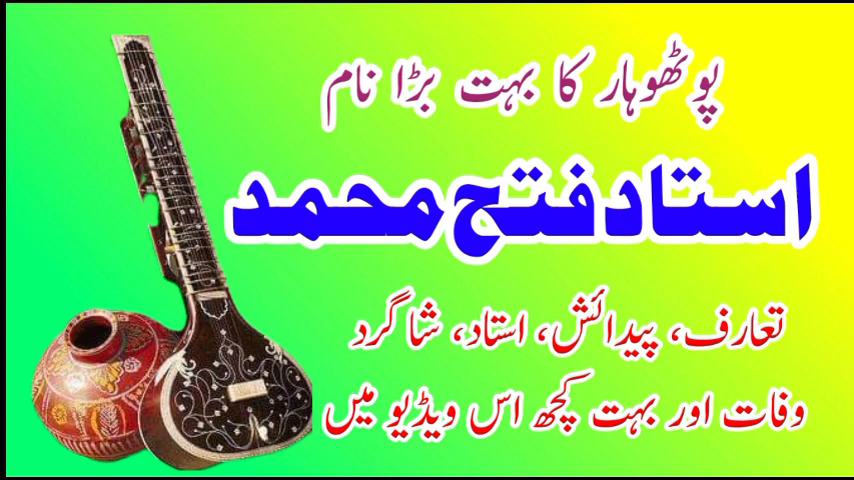 پوٹھوہار کا بہت بڑا نام
استاد فتح محمد
تعارف، پیدائش، استاد، شاگرد
وفات اور بہت کچھ اس ویڈیو میں